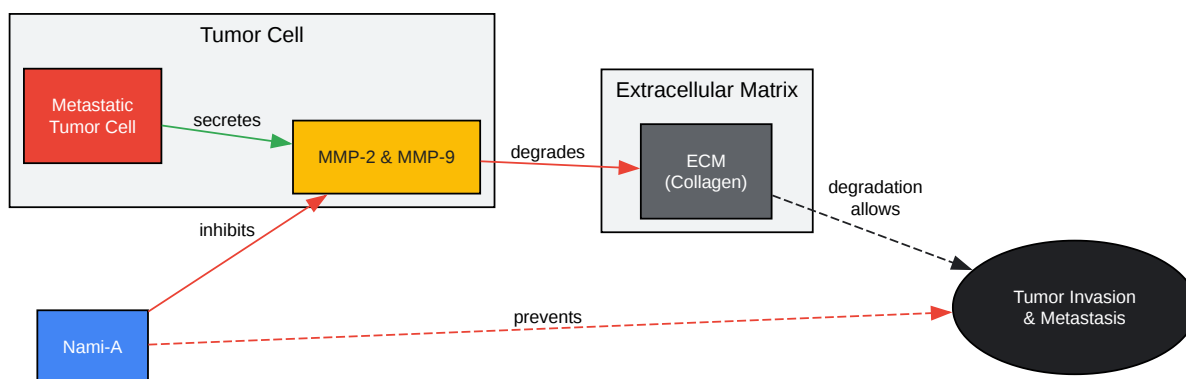 Tumor Cell
Metastatic
Tumor Cell
secretes
MMP-2 & MMP-9
degrades
Extracellular Matrix
ECM
(Collagen)
degradation
allows
inhibits
Nami-A
prevents
Tumor Invasion
& Metastasis